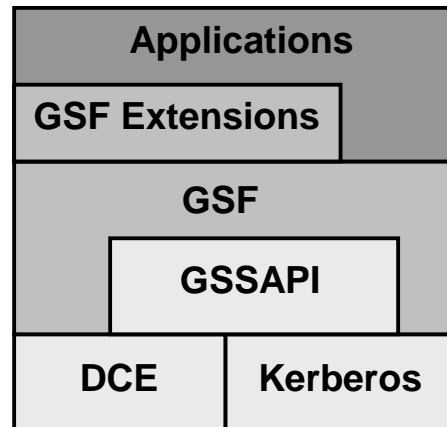 Applications
GSF Extensions
GSF
GSSAPI
DCE Kerberos